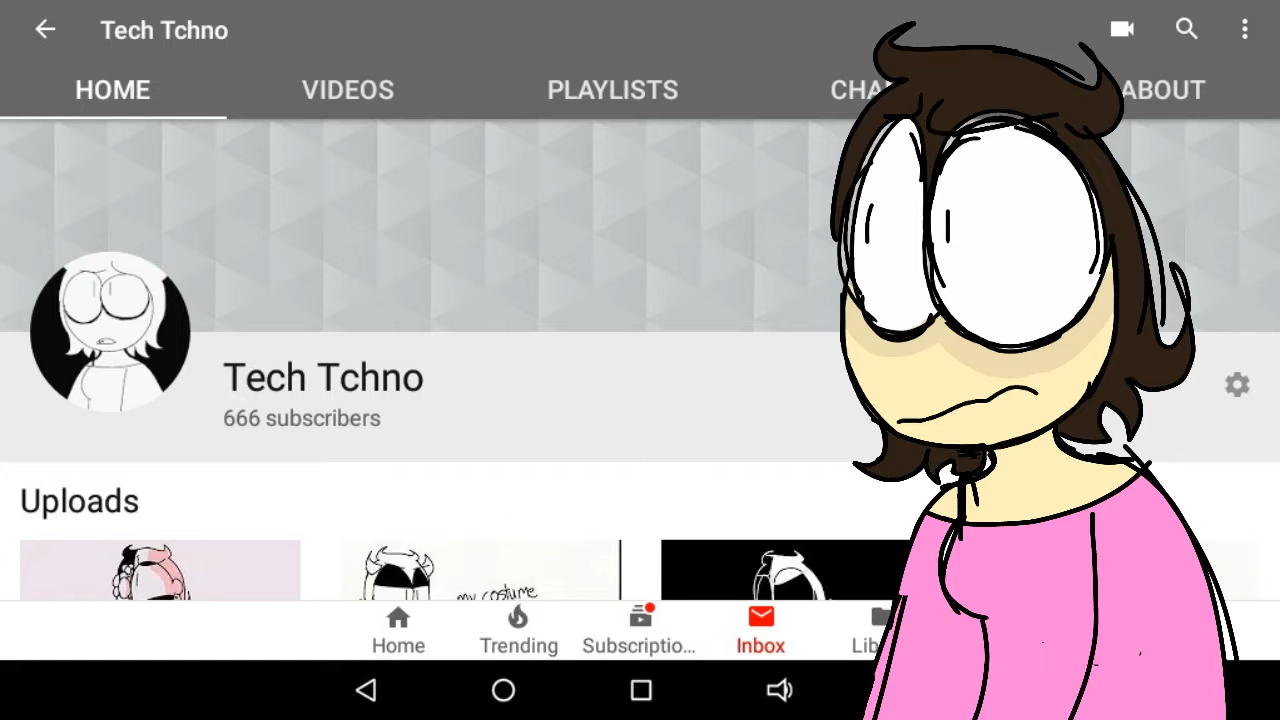 Tech Tchno
HOME VIDEOS PLAYLISTS CHA ABOUT
Tech Tchno
666 subscribers
Uploads
my costume
Home Trending Subscriptio... Inbox Lib